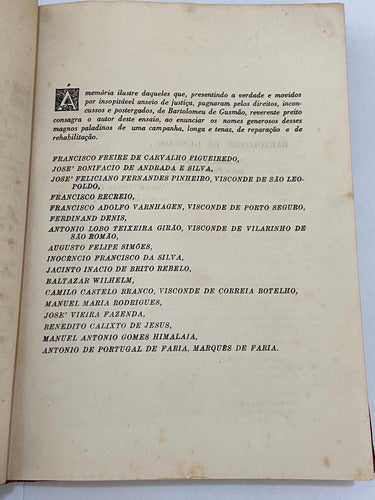 À memória ilustre daqueles que, presentindo a verdade e movidos
por insopitável anseio de justiça, pugnaram pelos direitos, incon-
cussos e postergados, de Bartolomeu de Gusmão, reverente preito
consagra o autor deste ensaio, ao enunciar os nomes generosos desses
magnos paladinos de uma campanha, longa e tenaz, de reparação e de
rehabilitação.
FRANCISCO FREIRE DE CARVALHO FIGUEIREDO,
JOSE' BONIFACIO DE ANDRADA E SILVA,
JOSE' FELICIANO FERNANDES PINHEIRO, VISCONDE DE SÃO LEO-
POLDO,
FRANCISCO RECREIO,
FRANCISCO ADOLFO VARNHAGEN, VISCONDE DE PORTO SEGURO,
FERDINAND DENIS,
ANTONIO LOBO TEIXEIRA GIRÃO, VISCONDE DE VILARINHO DE
SÃO ROMÃO,
AUGUSTO FELIPE SIMÕES,
INOCENCIO FRANCISCO DA SILVA,
JACINTO INACIO DE BRITO REBELO,
BALTAZAR WILHELM,
CAMILO CASTELO BRANCO, VISCONDE DE CORREIA BOTELHO,
MANUEL MARIA RODRIGUES,
JOSE' VIEIRA FAZENDA,
BENEDITO CALIXTO DE JESUS,
MANUEL ANTONIO GOMES HIMALAIA,
ANTONIO DE PORTUGAL DE FARIA, MARQUÊS DE FARIA.